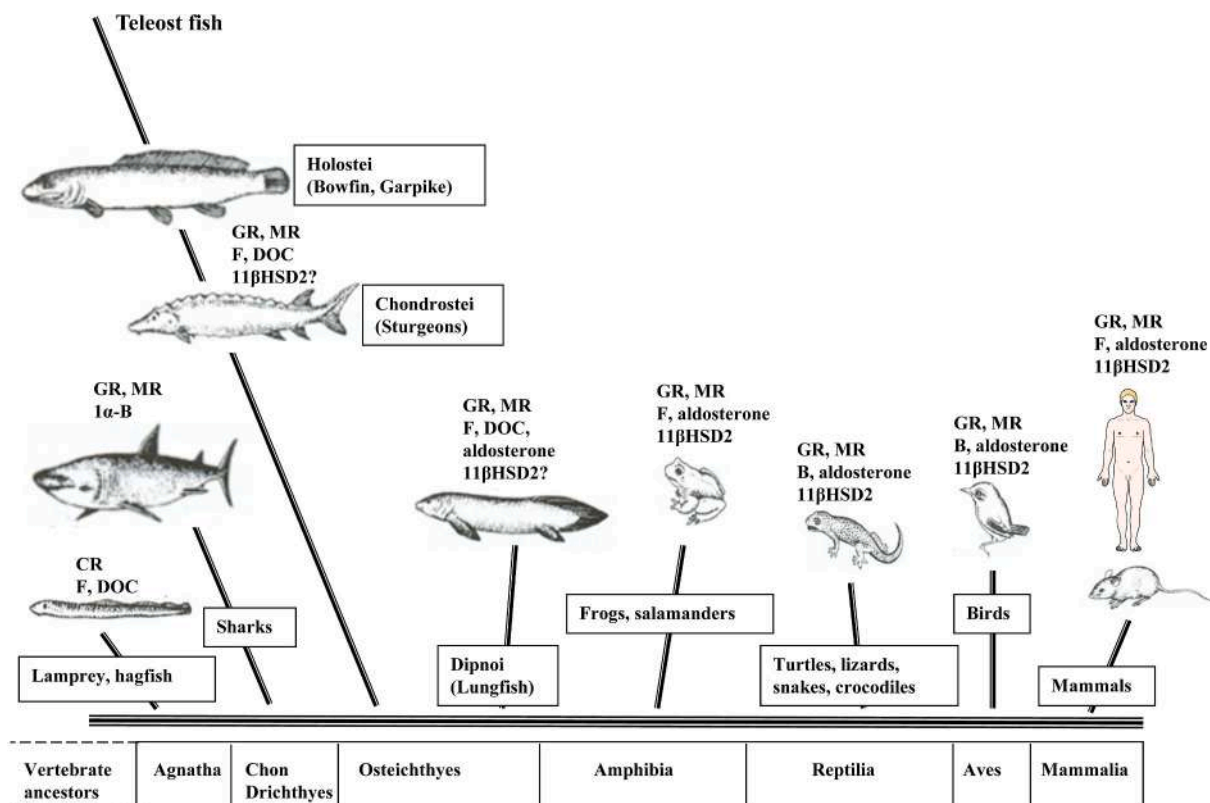 Teleost fish
Holostei
(Bowfin, Garpike)
GR, MR
F, DOC
11βHSD2?
Chondrostei
(Sturgeons)
GR, MR
1α-B
GR, MR
F, DOC,
aldosterone
11βHSD2?
GR, MR
F, aldosterone
11βHSD2
GR, MR
B, aldosterone
11βHSD2
GR, MR
B, aldosterone
11βHSD2
GR, MR
F, aldosterone
11βHSD2
CR
F, DOC
Lamprey, hagfish
Sharks
Dipnoi
(Lungfish)
Frogs, salamanders
Turtles, lizards,
snakes, crocodiles
Birds
Mammals
Vertebrate
ancestors
Agnatha
Chon
Drichthyes
Osteichthyes
Amphibia
Reptilia
Aves
Mammalia